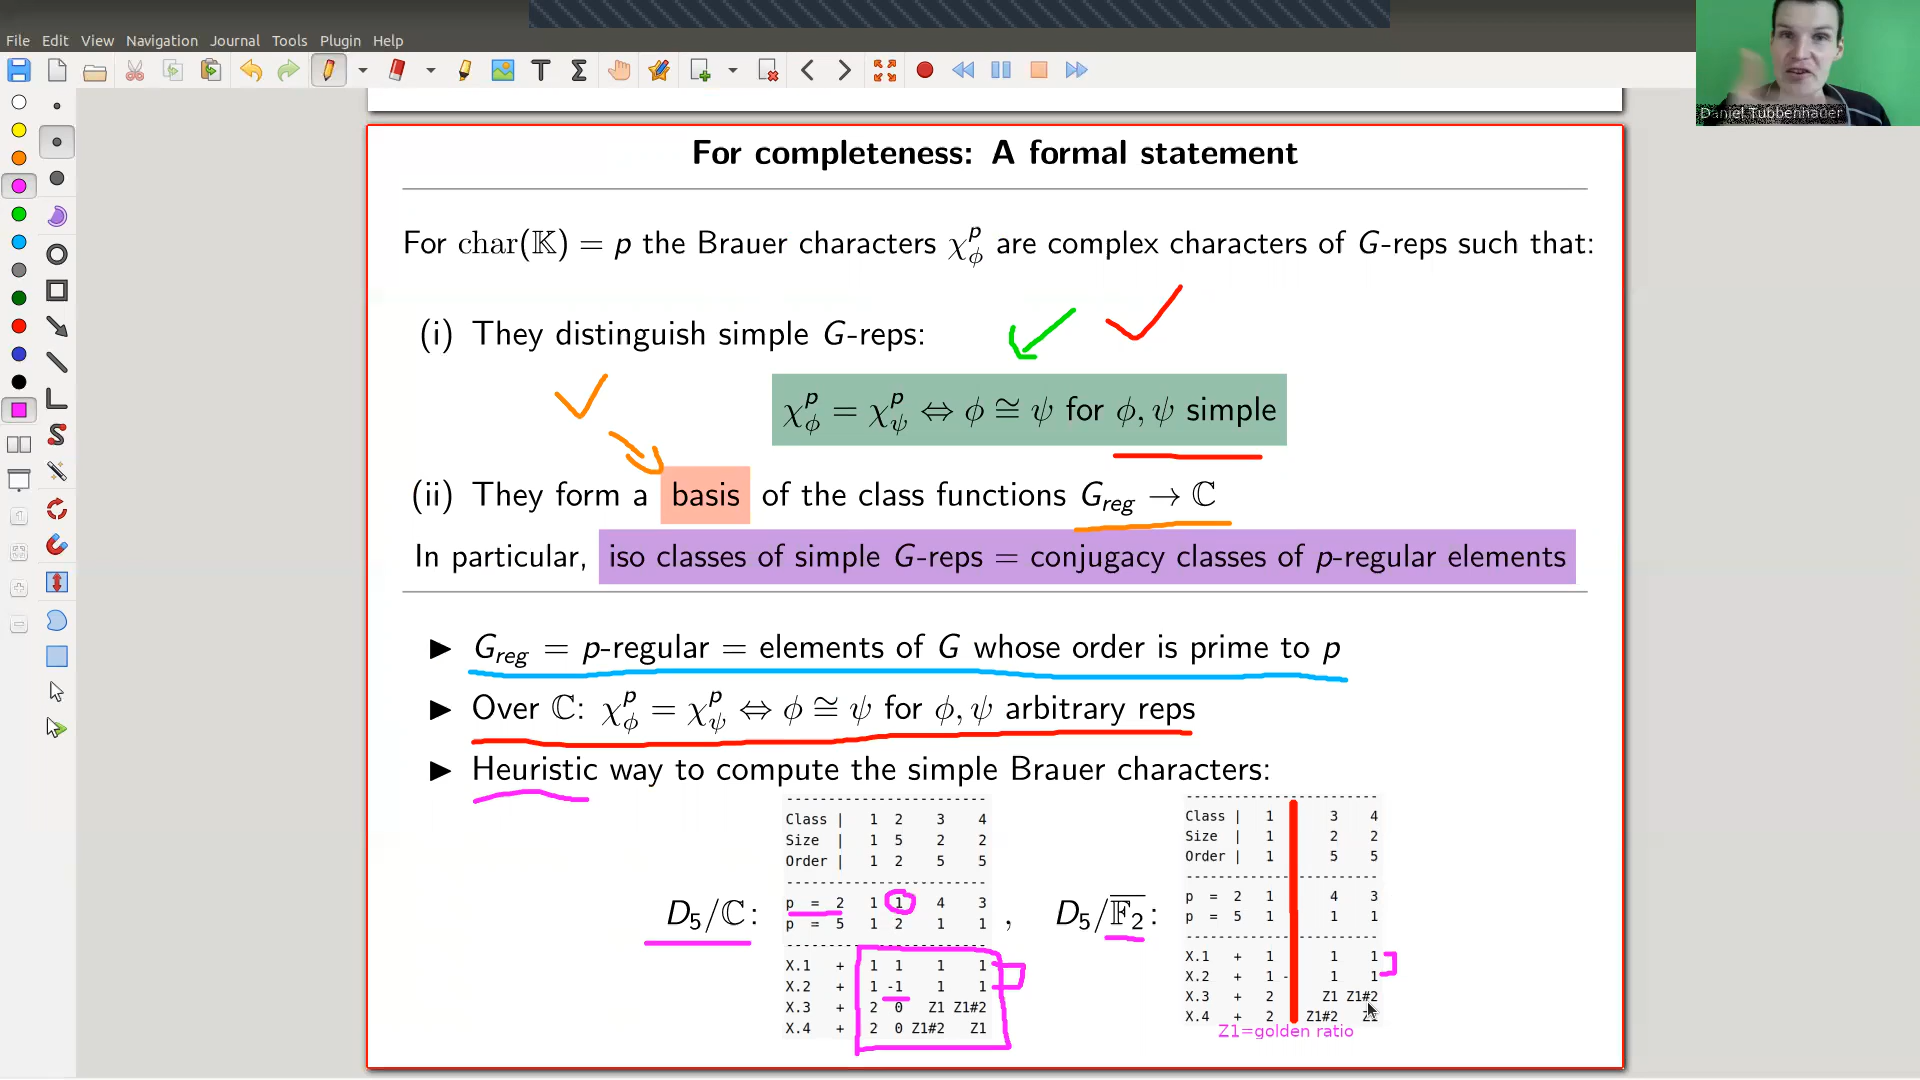 File Edit View Navigation Journal Tools Plugin Help
Daniel Tubbenhauer
For completeness: A formal statement
For char(𝕂) = p the Brauer characters χ^p_ϕ are complex characters of G-reps such that:
(i) They distinguish simple G-reps:
χ^p_ϕ = χ^p_ψ ⇔ ϕ ≅ ψ for ϕ, ψ simple
(ii) They form a basis of the class functions G_reg → ℂ
In particular, iso classes of simple G-reps = conjugacy classes of p-regular elements
▶ G_reg = p-regular = elements of G whose order is prime to p
▶ Over ℂ: χ^p_ϕ = χ^p_ψ ⇔ ϕ ≅ ψ for ϕ, ψ arbitrary reps
▶ Heuristic way to compute the simple Brauer characters:
D₅/ℂ:
Class | 1 2 3 4
Size | 1 5 2 2
Order | 1 2 5 5
p = 2 1 1 4 3
p = 5 1 2 1 1
X.1 + 1 1 1 1
X.2 + 1 -1 1 1
X.3 + 2 0 Z1 Z1#2
X.4 + 2 0 Z1#2 Z1
,
D₅/F̅₂:
Class | 1 3 4
Size | 1 2 2
Order | 1 5 5
p = 2 1 4 3
p = 5 1 1 1
X.1 + 1 1 1
X.2 + 1 - 1 1
X.3 + 2 Z1 Z1#2
X.4 + 2 Z1#2 Z1
Z1=golden ratio